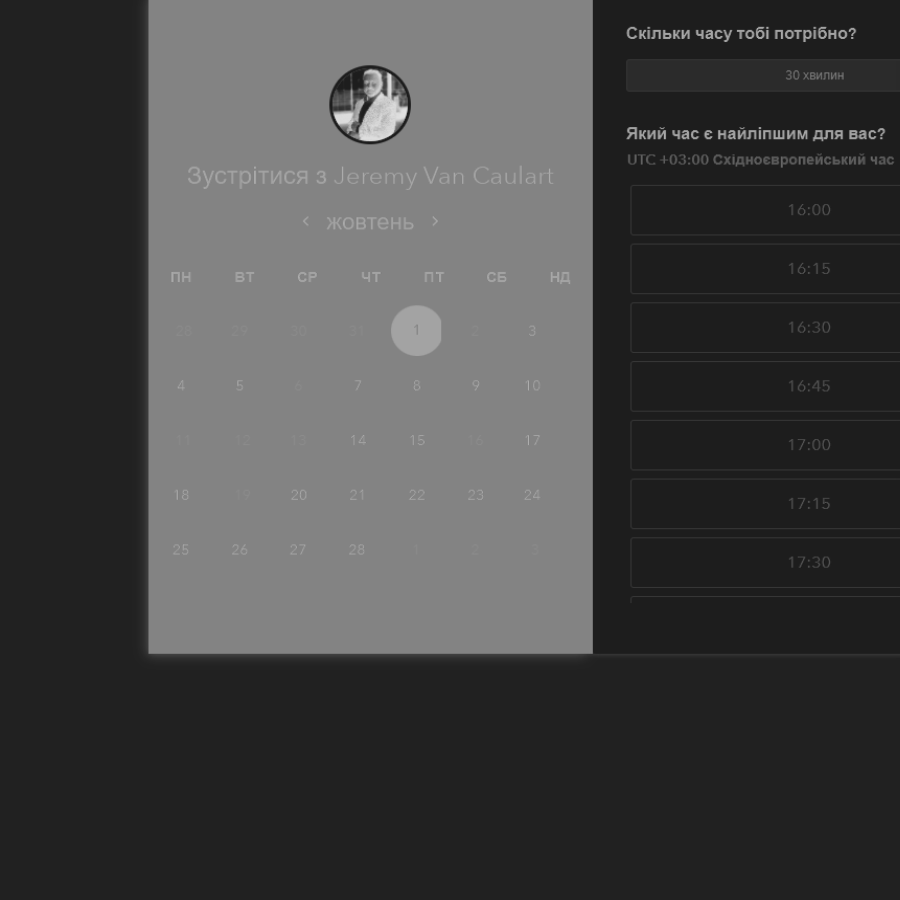 Зустрітися з Jeremy Van Caulart
жовтень
ПН ВТ СР ЧТ ПТ СБ НД
28 29 30 31 1 2 3
4 5 6 7 8 9 10
11 12 13 14 15 16 17
18 19 20 21 22 23 24
25 26 27 28 1 2 3
Скільки часу тобі потрібно?
30 хвилин
Який час є найліпшим для вас?
UTC +03:00 Східноєвропейський час
16:00
16:15
16:30
16:45
17:00
17:15
17:30